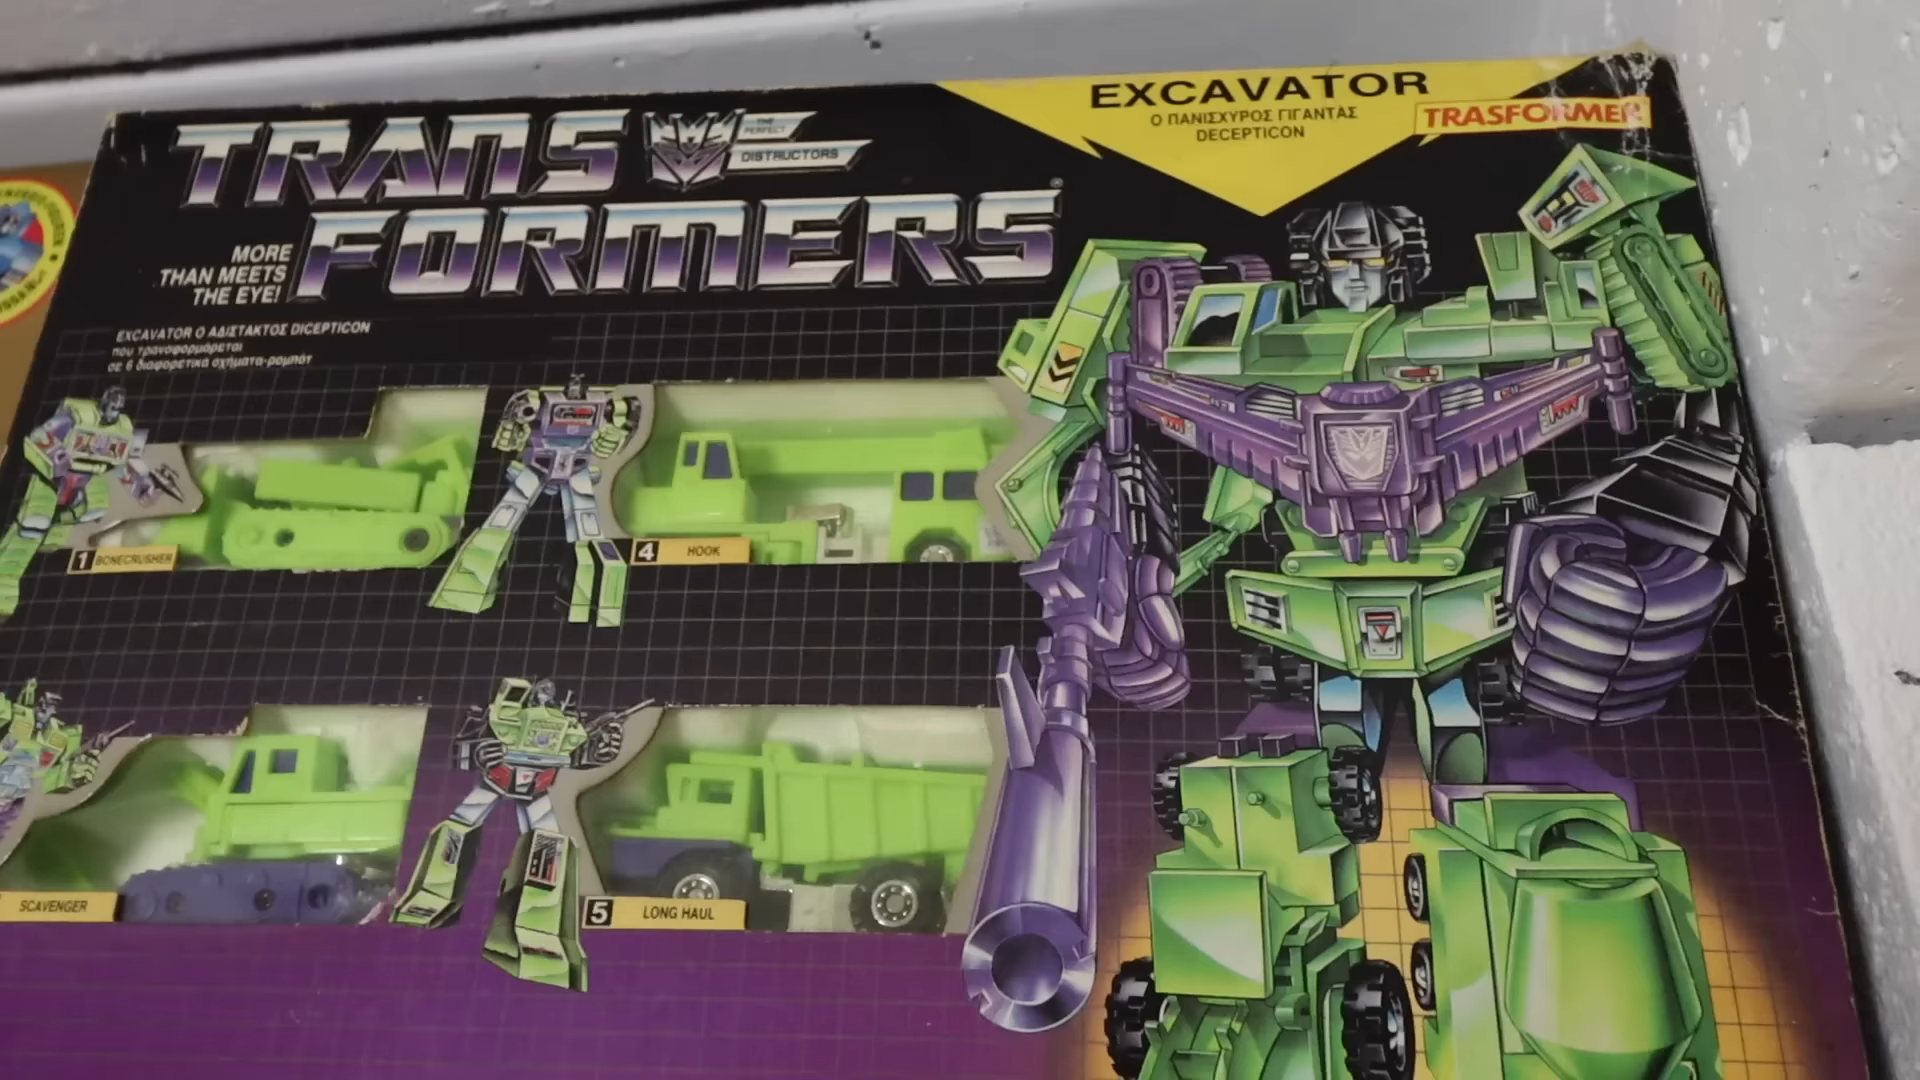 TRANS
THE
PERFECT
DISTRUCTORS
FORMERS
MORE
THAN MEETS
THE EYE!
EXCAVATOR
Ο ΠΑΝΙΣΧΥΡΟΣ ΓΙΓΑΝΤΑΣ
DECEPTICON
TRASFORMER
EXCAVATOR Ο ΑΔΙΣΤΑΚΤΟΣ DICEPTICON
που τρανσφορμάρεται
σε 6 διαφορετικά οχήματα-ρομπότ
1 BONECRUSHER
4 HOOK
SCAVENGER
5 LONG HAUL